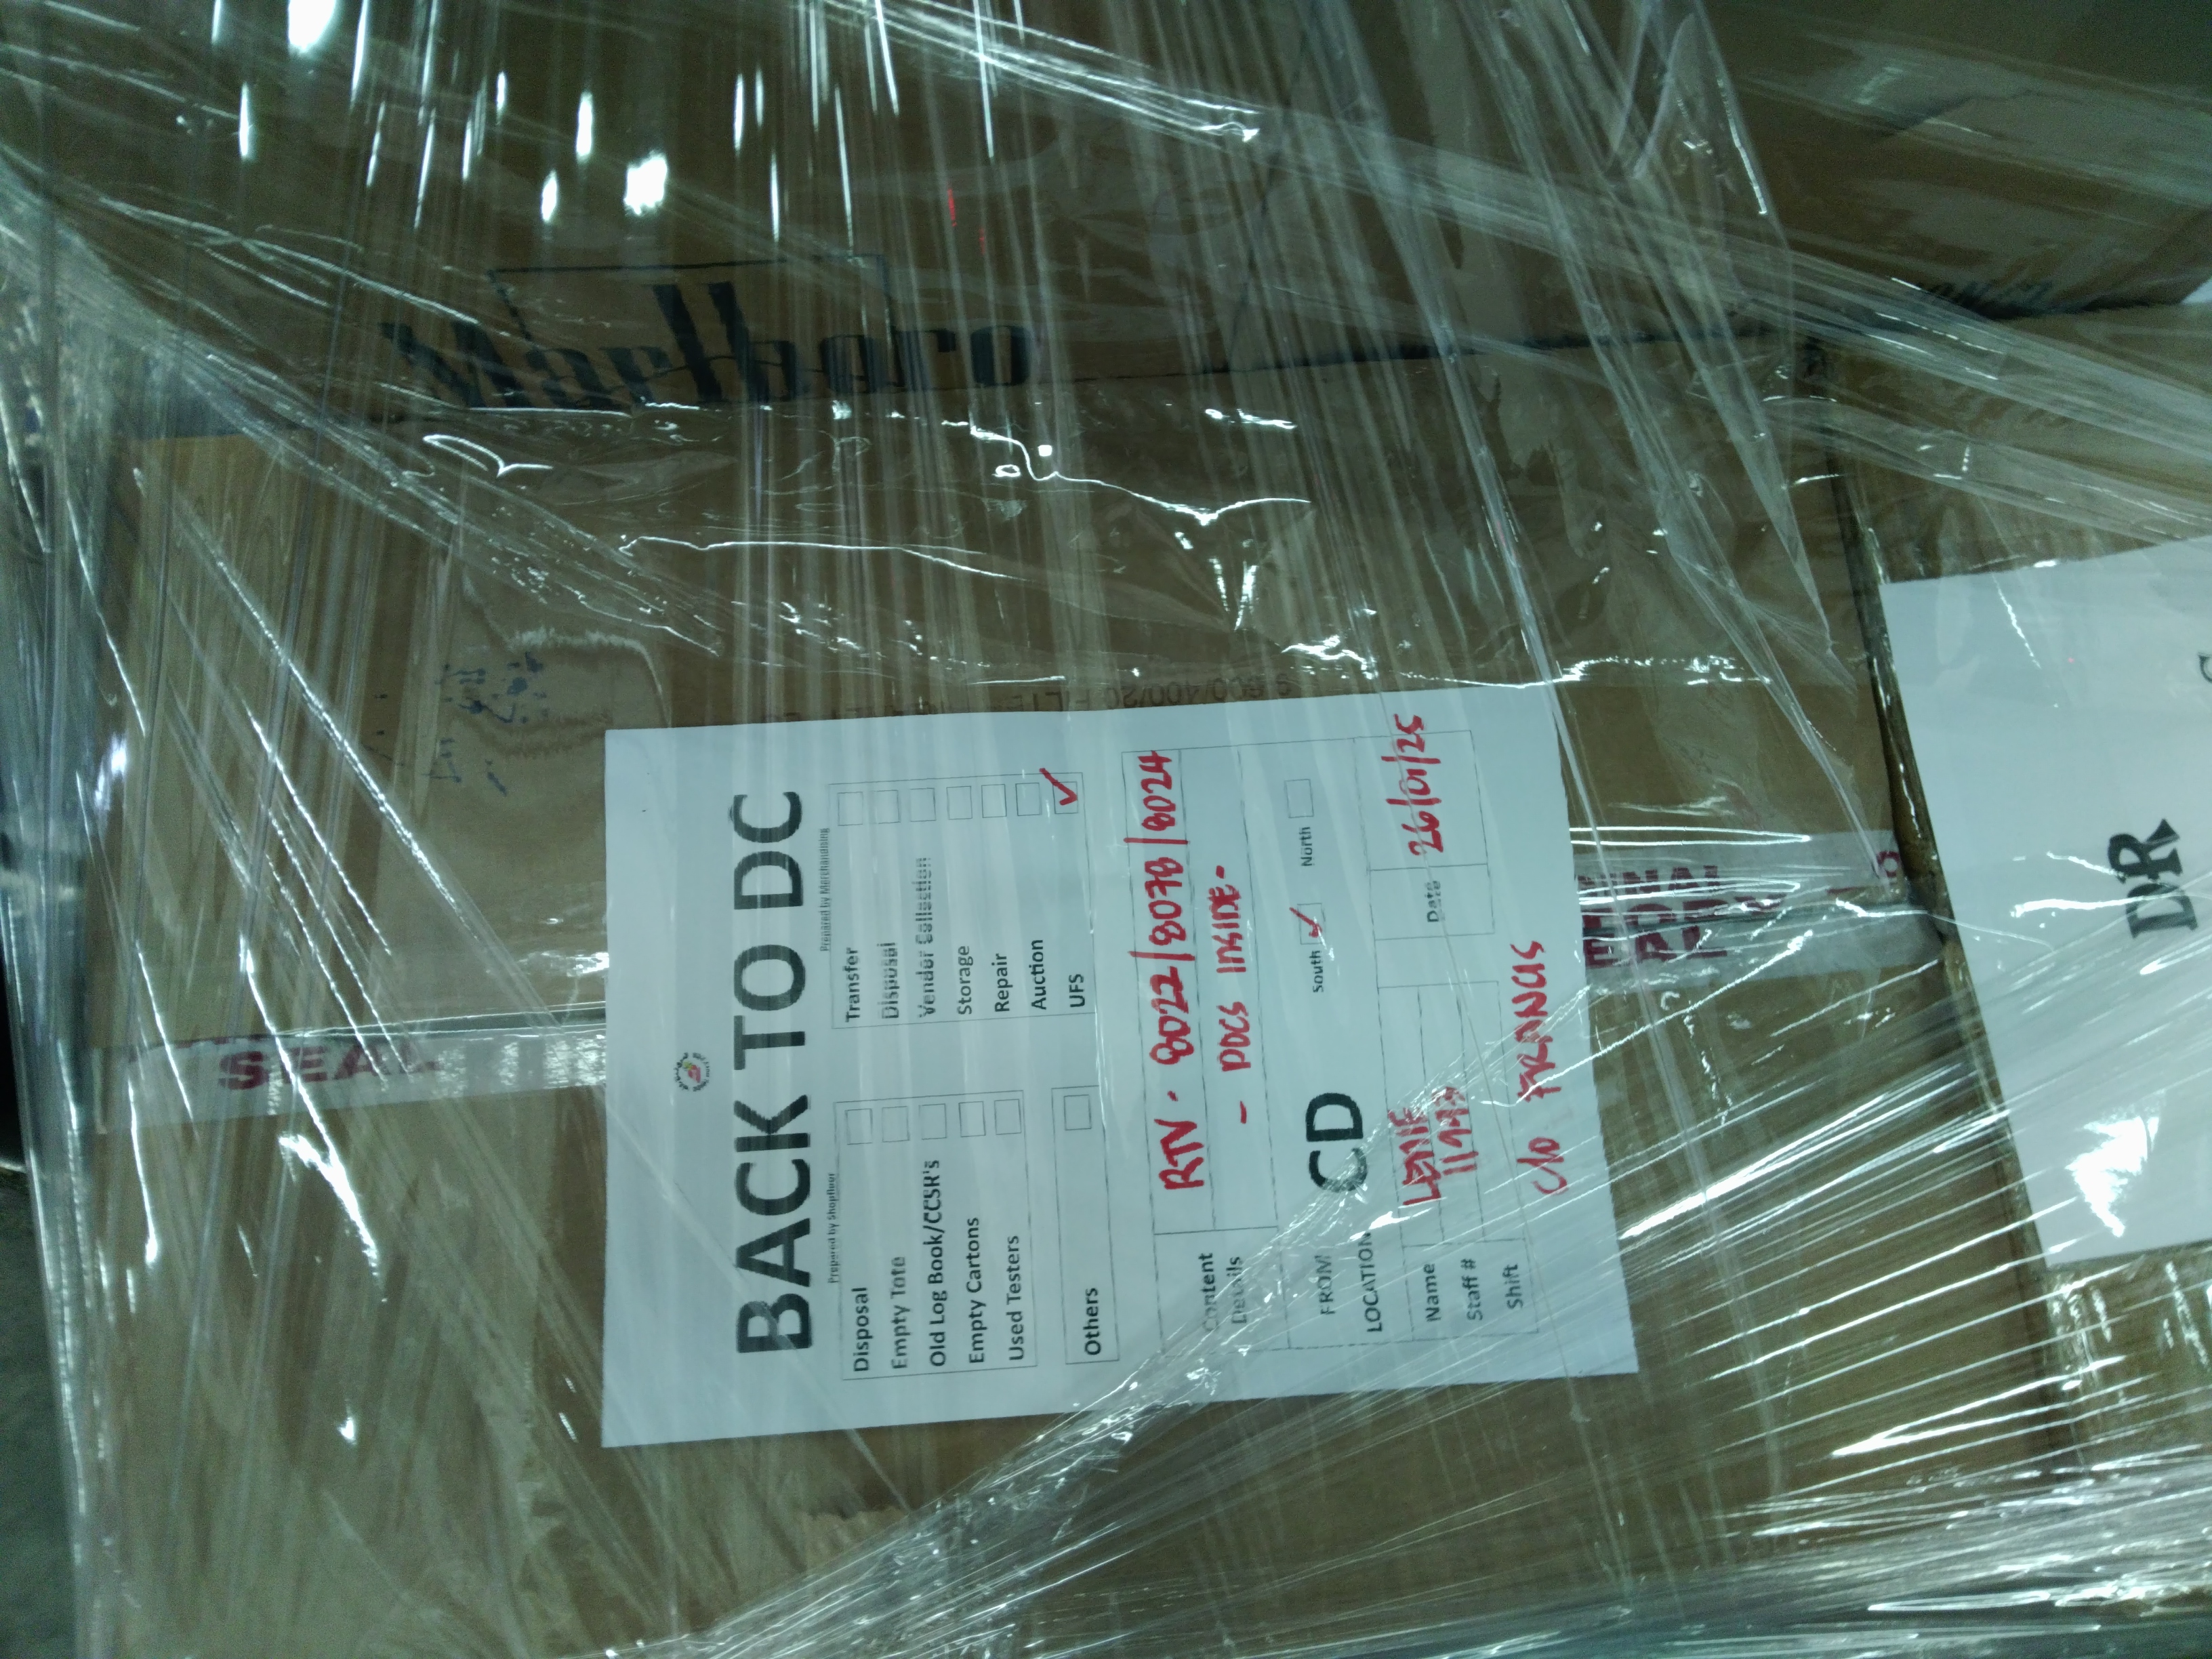 Marlboro
SEAL
BACK TO DC
Prepared by Shopfloor
Prepared by Merchandising
Disposal
Transfer
Empty Tote
Disposal
Old Log Book/CCSR's
Vendor Collection
Empty Cartons
Storage
Used Testers
Repair
Auction
Others
UFS
Content
Details
RTV - 8022/8078/8024
- DOCS INSIDE -
FROM
LOCATION
CD
South
North
Name
Date
26/01/25
Staff #
Shift
C/O FRANCIS
DR